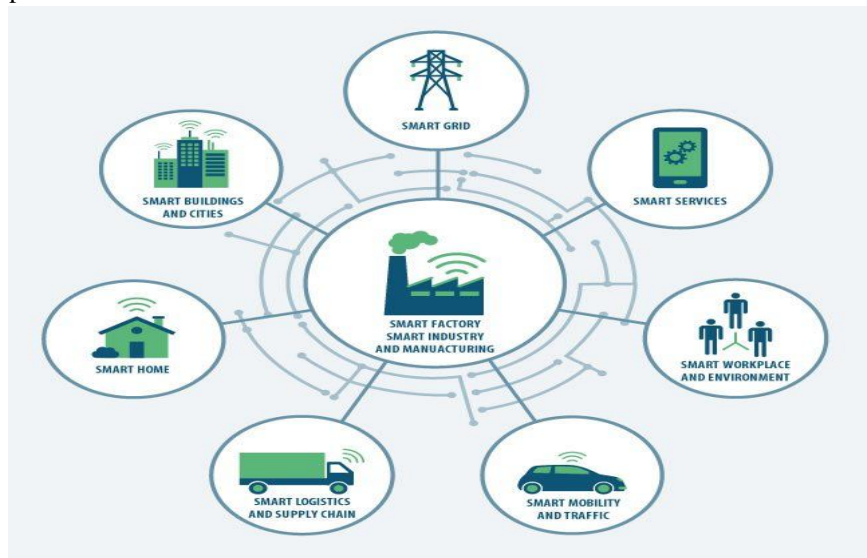 SMART GRID
SMART BUILDINGS
AND CITIES
SMART SERVICES
SMART FACTORY
SMART INDUSTRY
AND MANUACTURING
SMART HOME
SMART WORKPLACE
AND ENVIRONMENT
SMART LOGISTICS
AND SUPPLY CHAIN
SMART MOBILITY
AND TRAFFIC